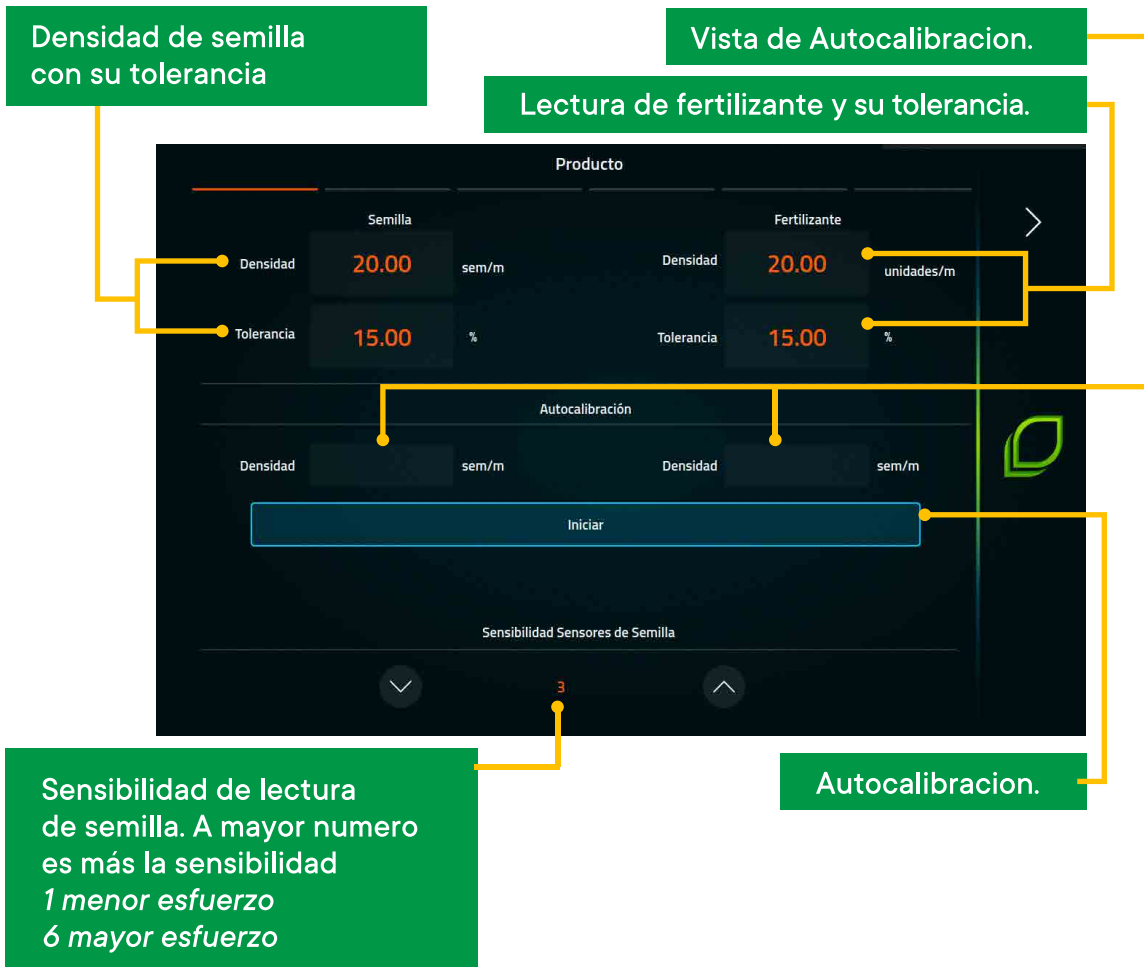 Densidad de semilla
con su tolerancia
Vista de Autocalibracion.
Lectura de fertilizante y su tolerancia.
Producto
Semilla
Fertilizante
Densidad
20.00
sem/m
Densidad
20.00
unidades/m
Tolerancia
15.00
%
Tolerancia
15.00
%
Autocalibración
Densidad
sem/m
Densidad
sem/m
Iniciar
Sensibilidad Sensores de Semilla
3
Sensibilidad de lectura
de semilla. A mayor numero
es más la sensibilidad
1 menor esfuerzo
6 mayor esfuerzo
Autocalibracion.